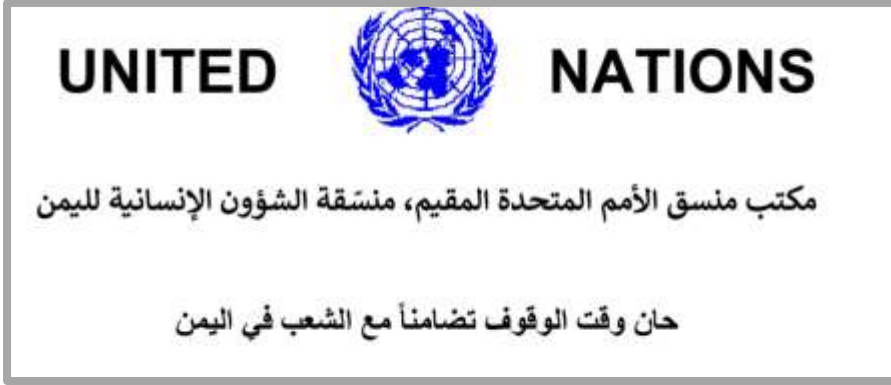 UNITED NATIONS
مكتب منسق الأمم المتحدة المقيم، منسَقة الشؤون الإنسانية لليمن
حان وقت الوقوف تضامناً مع الشعب في اليمن